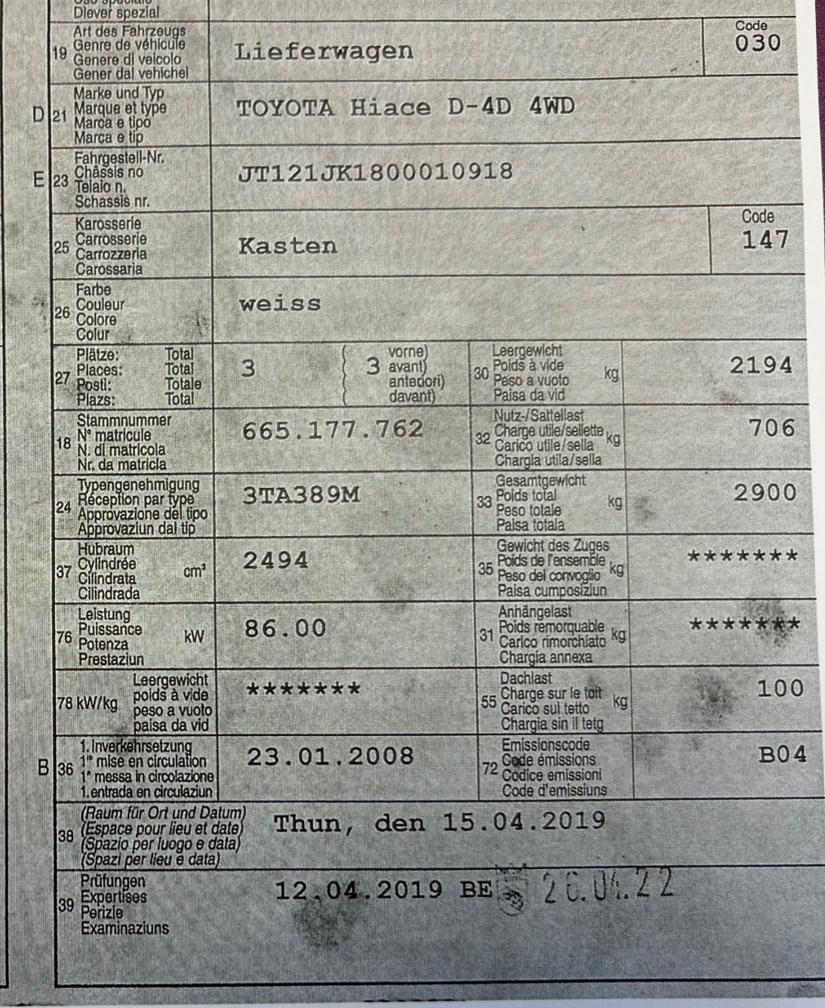 Diever spezial
19 Art des Fahrzeugs
Genre de véhicule
Genere di veicolo
Gener dal vehichel
Lieferwagen
Code
030
D 21 Marke und Typ
Marque et type
Marca e tipo
Marca e tip
TOYOTA Hiace D-4D 4WD
E 23 Fahrgestell-Nr.
Châssis no
Telaio n.
Schassis nr.
JT121JK1800010918
25 Karosserie
Carrosserie
Carrozzeria
Carossaria
Kasten
Code
147
26 Farbe
Couleur
Colore
Colur
weiss
27 Plätze: Total
Places: Total
Posti: Totale
Plazs: Total
3 ( 3 vorne)
avant)
anteriori)
davant)
30 Leergewicht
Poids à vide
Peso a vuoto
Paisa da vid
kg
2194
18 Stammnummer
N° matricule
N. di matricola
Nr. da matricla
665.177.762
32 Nutz-/Sattellast
Charge utile/sellette
Carico utile/sella
Chargia utila/sella
kg
706
24 Typengenehmigung
Réception par type
Approvazione del tipo
Approvaziun dal tip
3TA389M
33 Gesamtgewicht
Poids total
Peso totale
Paisa totala
kg
2900
37 Hubraum
Cylindrée
Cilindrata
Cilindrada
cm³
2494
35 Gewicht des Zuges
Poids de l'ensemble
Peso del convoglio
Paisa cumposiziun
kg
*******
76 Leistung
Puissance
Potenza
Prestaziun
kW
86.00
31 Anhängelast
Poids remorquable
Carico rimorchiato
Chargia annexa
kg
*******
78 kW/kg Leergewicht
poids à vide
peso a vuoto
paisa da vid
*******
55 Dachlast
Charge sur le toit
Carico sul tetto
Chargia sin il tetg
kg
100
B 36 1. Inverkehrsetzung
1re mise en circulation
1a messa in circolazione
1. entrada en circulaziun
23.01.2008
72 Emissionscode
Code émissions
Codice emissioni
Code d'emissiuns
B04
38 (Raum für Ort und Datum)
(Espace pour lieu et date)
(Spazio per luogo e data)
(Spazi per lieu e data)
Thun, den 15.04.2019
39 Prüfungen
Expertises
Perizie
Examinaziuns
12.04.2019 BE 26.04.22